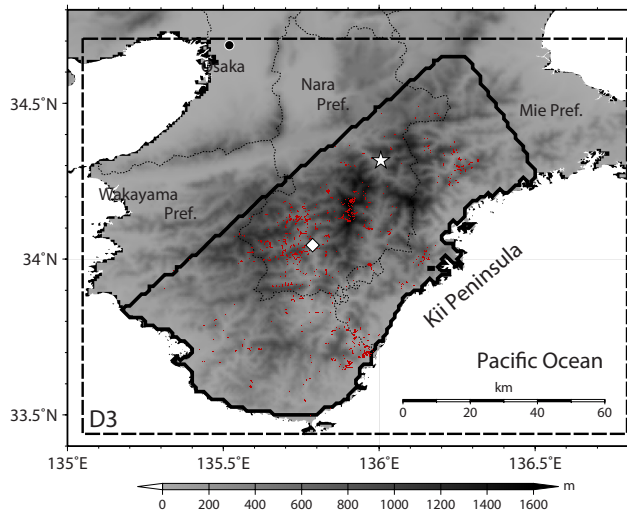 Osaka
34.5°N
Nara
Pref.
Mie Pref.
Wakayama
Pref.
34°N
Kii Peninsula
Pacific Ocean
km
0 20 40 60
33.5°N
D3
135°E 135.5°E 136°E 136.5°E
m
0 200 400 600 800 1000 1200 1400 1600